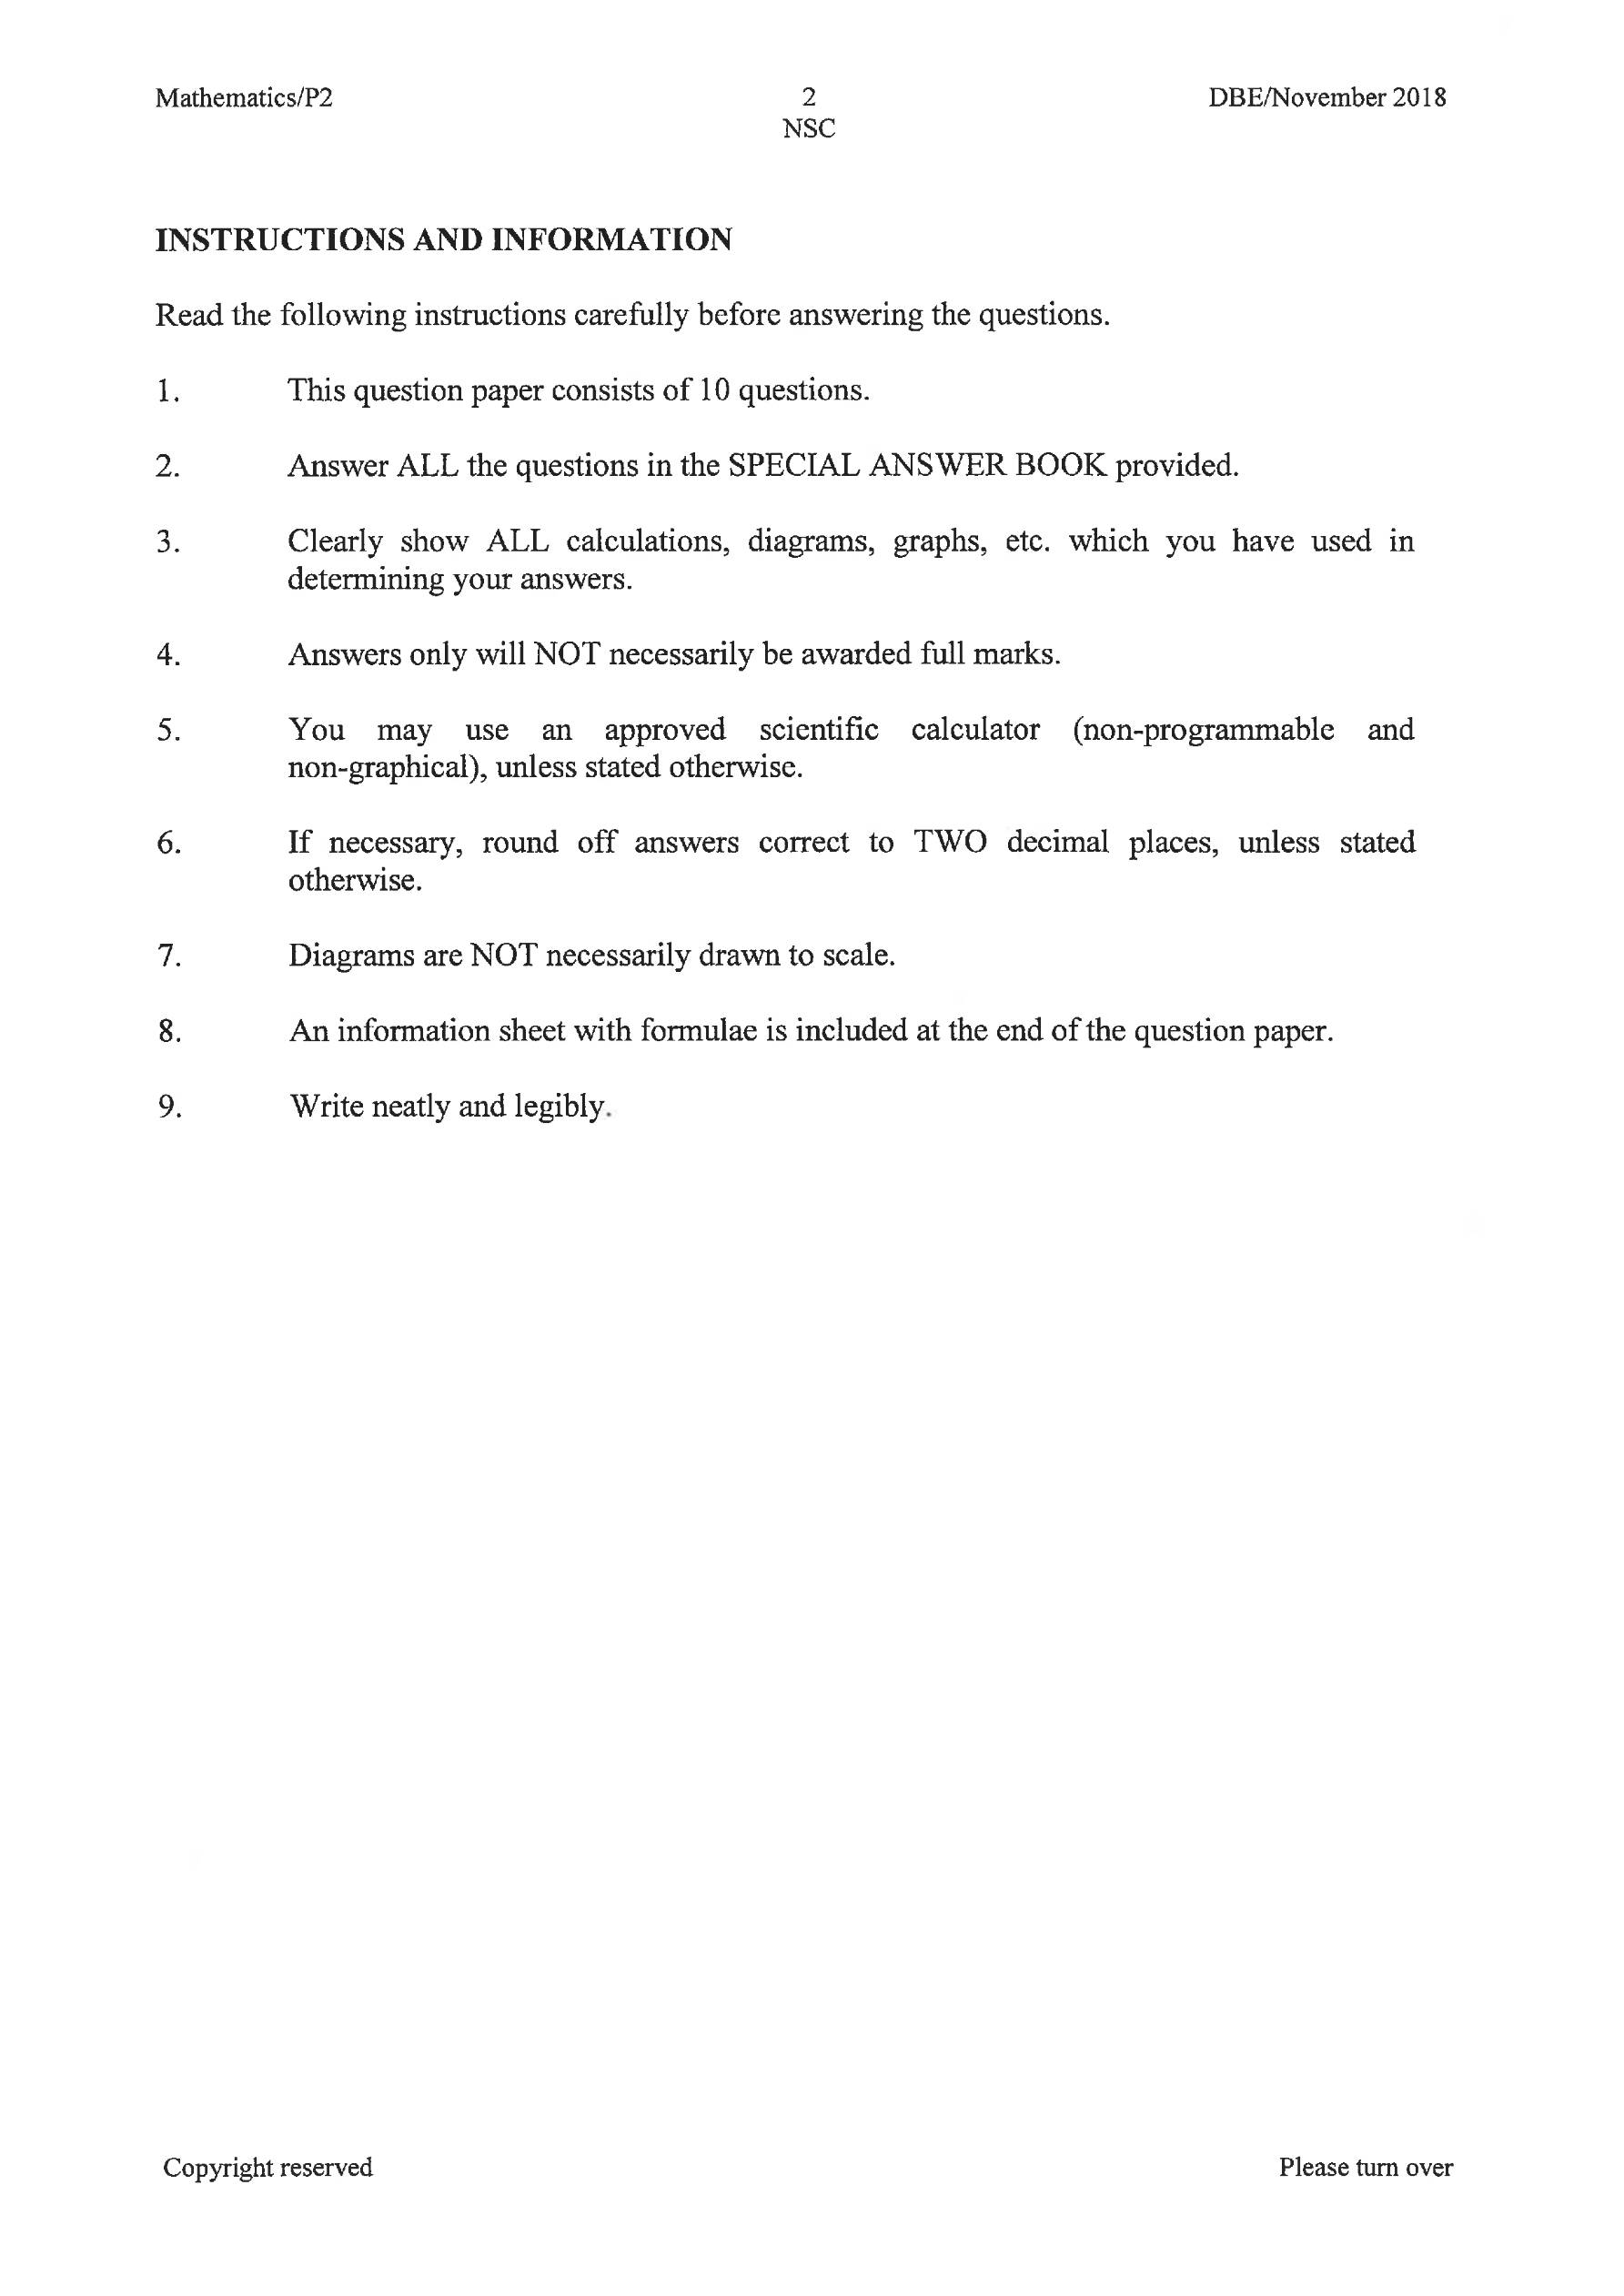 Mathematics/P2 2 DBE/November 2018
NSC
INSTRUCTIONS AND INFORMATION
Read the following instructions carefully before answering the questions.
1. This question paper consists of 10 questions.
2. Answer ALL the questions in the SPECIAL ANSWER BOOK provided.
3. Clearly show ALL calculations, diagrams, graphs, etc. which you have used in
determining your answers.
4. Answers only will NOT necessarily be awarded full marks.
5. You may use an approved scientific calculator (non-programmable and
non-graphical), unless stated otherwise.
6. If necessary, round off answers correct to TWO decimal places, unless stated
otherwise.
7. Diagrams are NOT necessarily drawn to scale.
8. An information sheet with formulae is included at the end of the question paper.
9. Write neatly and legibly.
Copyright reserved Please turn over